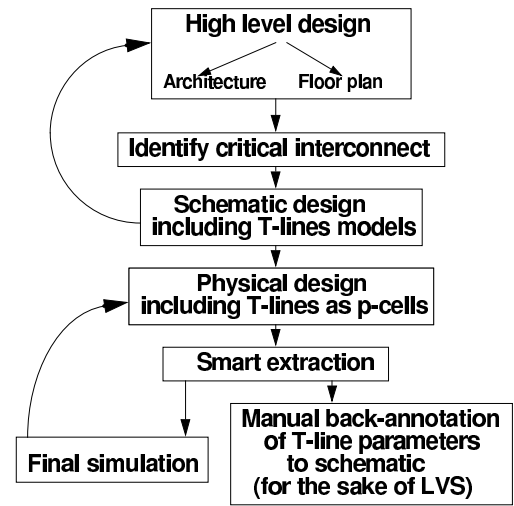 High level design
Architecture
Floor plan
Identify critical interconnect
Schematic design
including T-lines models
Physical design
including T-lines as p-cells
Smart extraction
Manual back-annotation
of T-line parameters
to schematic
(for the sake of LVS)
Final simulation